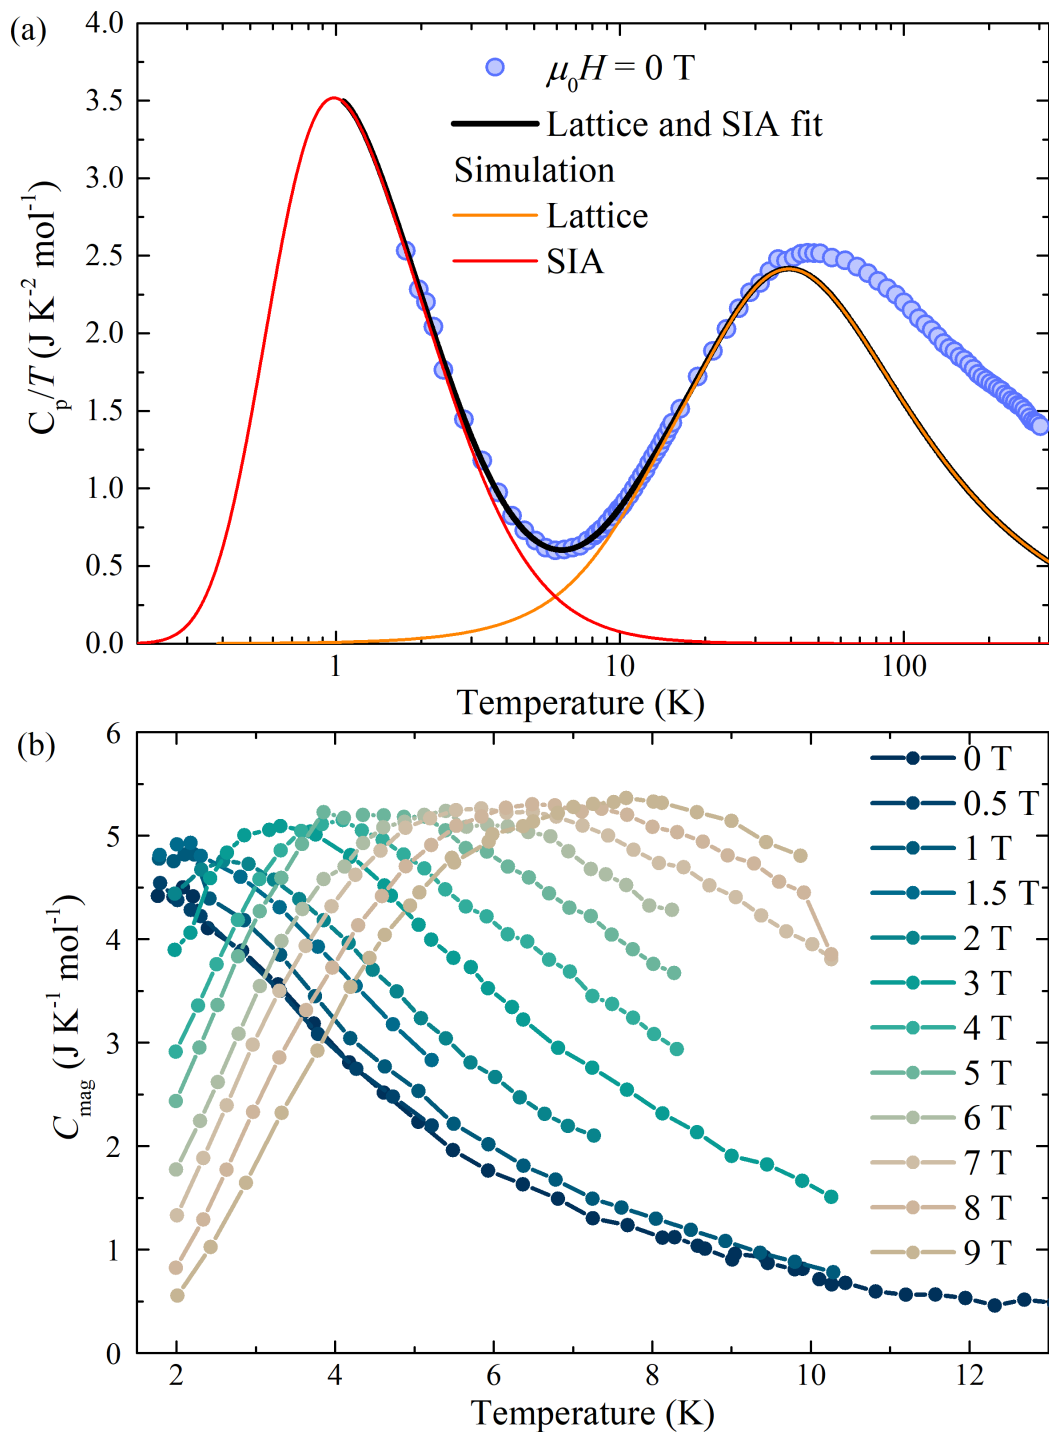 (a)
4.0
3.5
3.0
2.5
2.0
1.5
1.0
0.5
0.0
C_p/T (J K^-2 mol^-1)
μ_0H = 0 T
Lattice and SIA fit
Simulation
Lattice
SIA
1 10 100
Temperature (K)
(b)
6
5
4
3
2
1
0
C_mag (J K^-1 mol^-1)
0 T
0.5 T
1 T
1.5 T
2 T
3 T
4 T
5 T
6 T
7 T
8 T
9 T
2 4 6 8 10 12
Temperature (K)